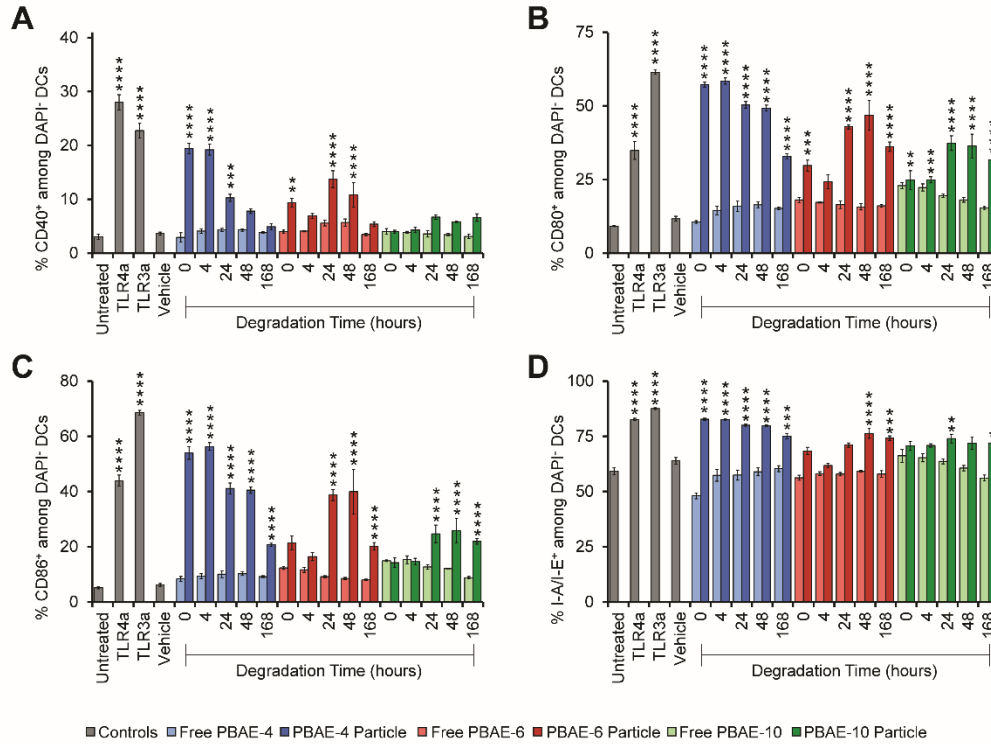 A
B
% CD40⁺ among DAPI⁻ DCs
40
30
20
10
0
Untreated
TLR4a
TLR3a
Vehicle
0 4 24 48 168 0 4 24 48 168 0 4 24 48 168
Degradation Time (hours)
**** **** **** **** *** ** **** ****
% CD80⁺ among DAPI⁻ DCs
75
50
25
0
Untreated
TLR4a
TLR3a
Vehicle
0 4 24 48 168 0 4 24 48 168 0 4 24 48 168
Degradation Time (hours)
**** **** **** **** **** **** **** *** **** **** **** ** *** **** ****
C
D
% CD86⁺ among DAPI⁻ DCs
80
60
40
20
0
Untreated
TLR4a
TLR3a
Vehicle
0 4 24 48 168 0 4 24 48 168 0 4 24 48 168
Degradation Time (hours)
**** **** **** **** **** **** **** **** **** **** **** **** ****
% I-A/I-E⁺ among DAPI⁻ DCs
100
75
50
25
0
Untreated
TLR4a
TLR3a
Vehicle
0 4 24 48 168 0 4 24 48 168 0 4 24 48 168
Degradation Time (hours)
**** **** **** **** **** **** *** **** *** *
Controls Free PBAE-4 PBAE-4 Particle Free PBAE-6 PBAE-6 Particle Free PBAE-10 PBAE-10 Particle